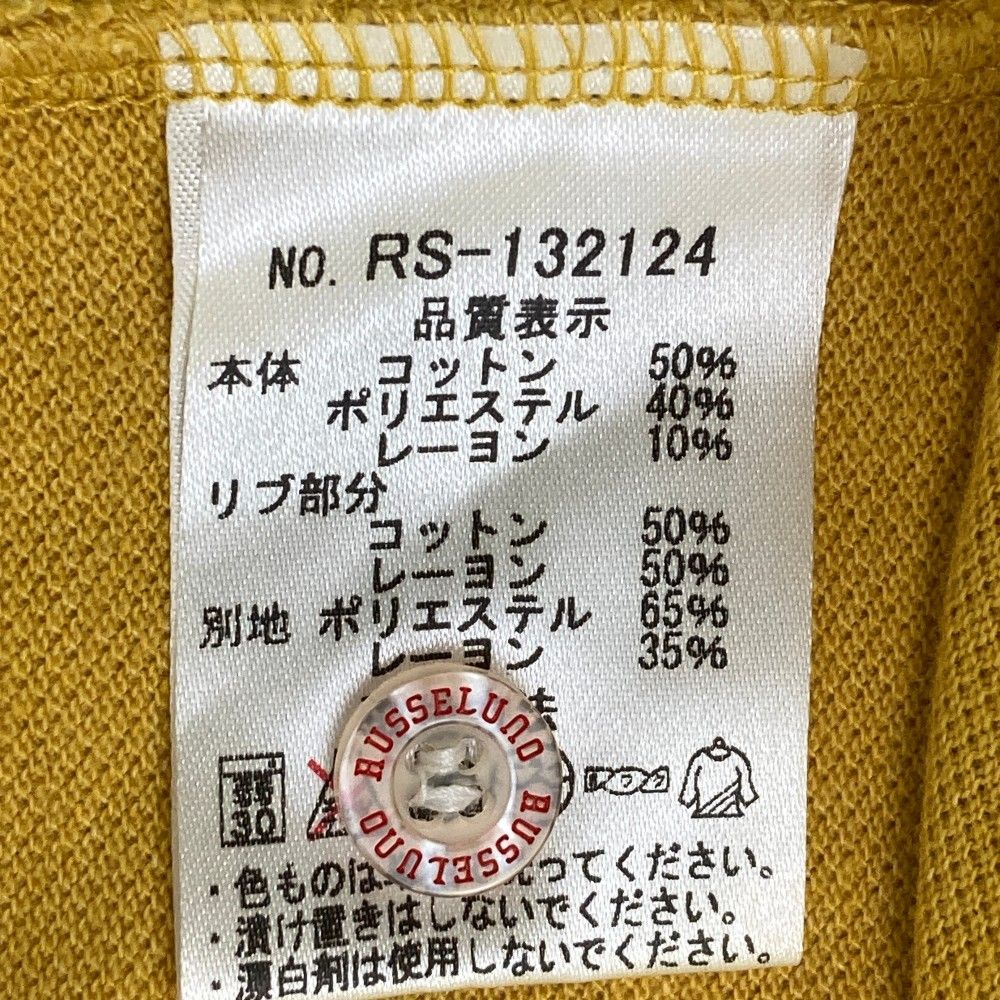 NO. RS-132124
品質表示
本体 コットン 50%
ポリエステル 40%
レーヨン 10%
リブ部分
コットン 50%
レーヨン 50%
別地 ポリエステル 65%
レーヨン 35%
法
RUSSELUNO RUSSELUNO
30
・色ものは 洗ってください。
・漬け置きはしないでください。
・漂白剤は使用しないでください。